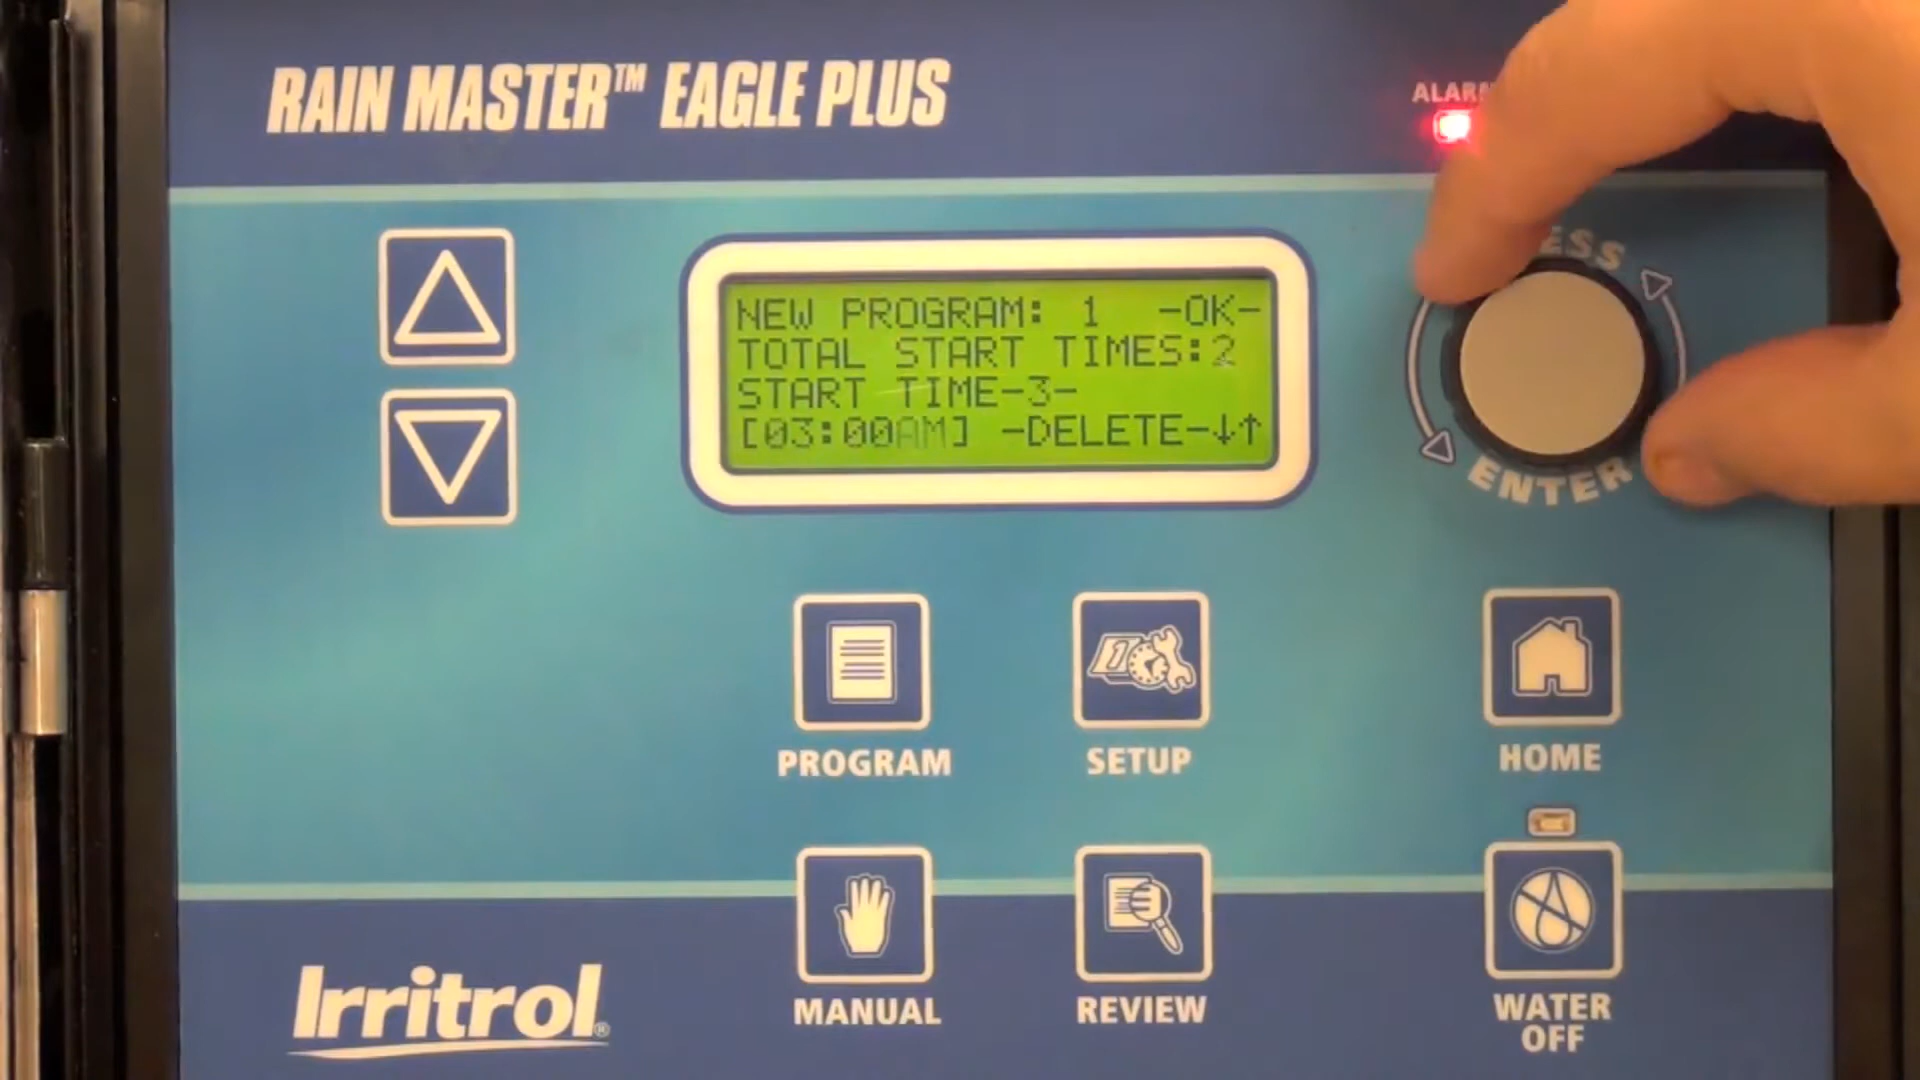 RAIN MASTER™ EAGLE PLUS
ALARM
NEW PROGRAM: 1 -OK-
TOTAL START TIMES:2
START TIME-3-
[03:00AM] -DELETE-↓↑
ENTER
PROGRAM
SETUP
HOME
MANUAL
REVIEW
WATER
OFF
Irritrol®